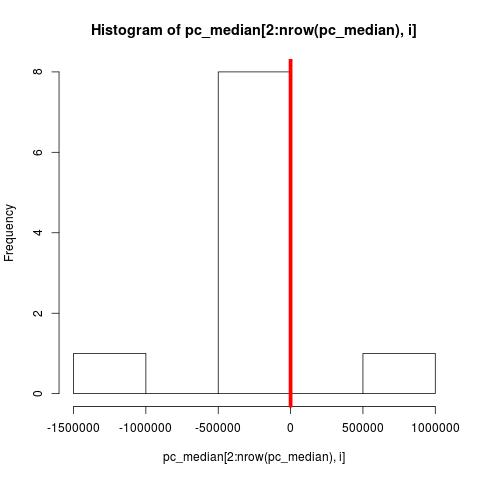 Histogram of pc_median[2:nrow(pc_median), i]
Frequency
8
6
4
2
0
-1500000 -1000000 -500000 0 500000 1000000
pc_median[2:nrow(pc_median), i]